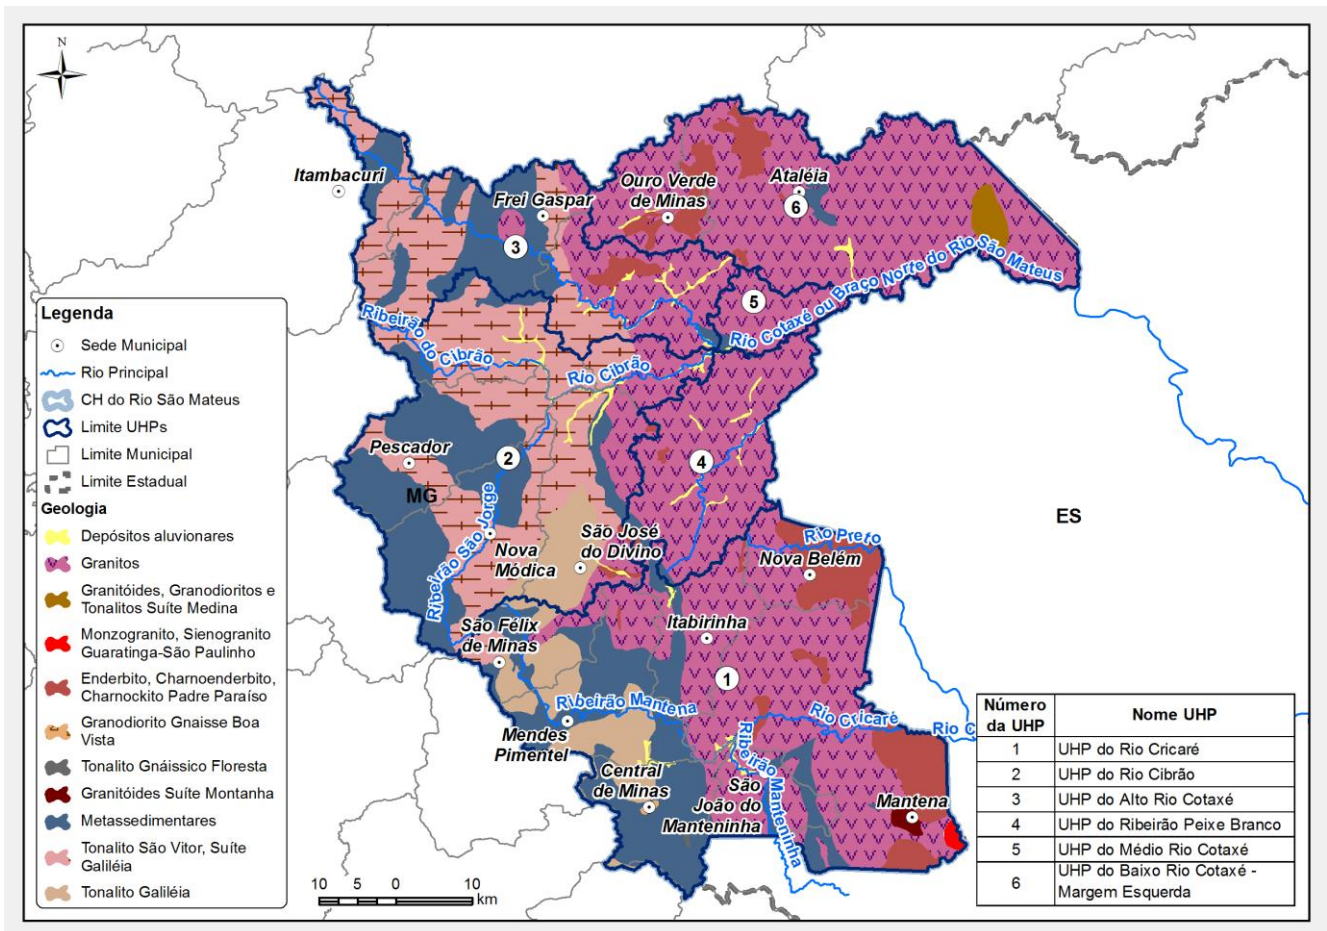 N
Itambacuri
Frei Gaspar
Ouro Verde
de Minas
Ataléia
6
3
5
Rio Cotaxé ou Braço Norte do Rio São Mateus
Ribeirão do Cibrão
Rio Cibrão
Pescador
2
4
MG
ES
Ribeirão São Jorge
Nova
Módica
São José
do Divino
Rio Preto
Nova Belém
São Félix
de Minas
Itabirinha
1
Ribeirão Mantena
Rio Cricaré
Rio C
Mendes
Pimentel
Ribeirão Manteninha
Central
de Minas
São
João do
Manteninha
Mantena
Legenda
Sede Municipal
Rio Principal
CH do Rio São Mateus
Limite UHPs
Limite Municipal
Limite Estadual
Geologia
Depósitos aluvionares
Granitos
Granitóides, Granodioritos e
Tonalitos Suíte Medina
Monzogranito, Sienogranito
Guaratinga-São Paulinho
Enderbito, Charnoenderbito,
Charnockito Padre Paraíso
Granodiorito Gnaisse Boa
Vista
Tonalito Gnáissico Floresta
Granitóides Suíte Montanha
Metassedimentares
Tonalito São Vitor, Suíte
Galiléia
Tonalito Galiléia
10 5 0 10
km
Número da UHP Nome UHP
1 UHP do Rio Cricaré
2 UHP do Rio Cibrão
3 UHP do Alto Rio Cotaxé
4 UHP do Ribeirão Peixe Branco
5 UHP do Médio Rio Cotaxé
6 UHP do Baixo Rio Cotaxé -
Margem Esquerda